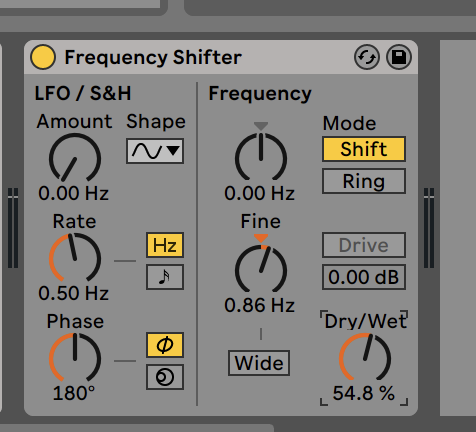 Frequency Shifter
LFO / S&H
Amount
Shape
0.00 Hz
Rate
Hz
0.50 Hz
Phase
180°
Frequency
0.00 Hz
Fine
0.86 Hz
Wide
Mode
Shift
Ring
Drive
0.00 dB
Dry/Wet
54.8 %